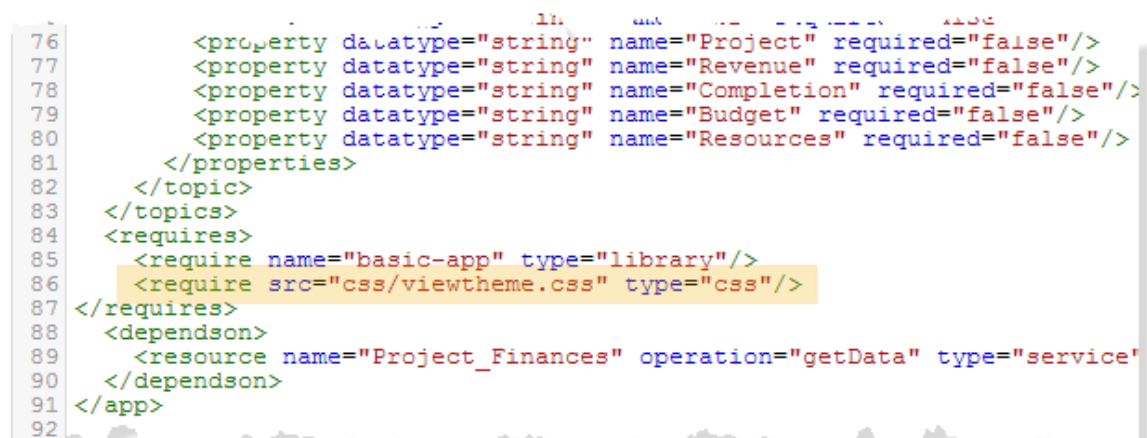 76 <property datatype="string" name="Project" required="false"/>
77 <property datatype="string" name="Revenue" required="false"/>
78 <property datatype="string" name="Completion" required="false"/>
79 <property datatype="string" name="Budget" required="false"/>
80 <property datatype="string" name="Resources" required="false"/>
81 </properties>
82 </topic>
83 </topics>
84 <requires>
85 <require name="basic-app" type="library"/>
86 <require src="css/viewtheme.css" type="css"/>
87 </requires>
88 <dependson>
89 <resource name="Project_Finances" operation="getData" type="service"
90 </dependson>
91 </app>
92